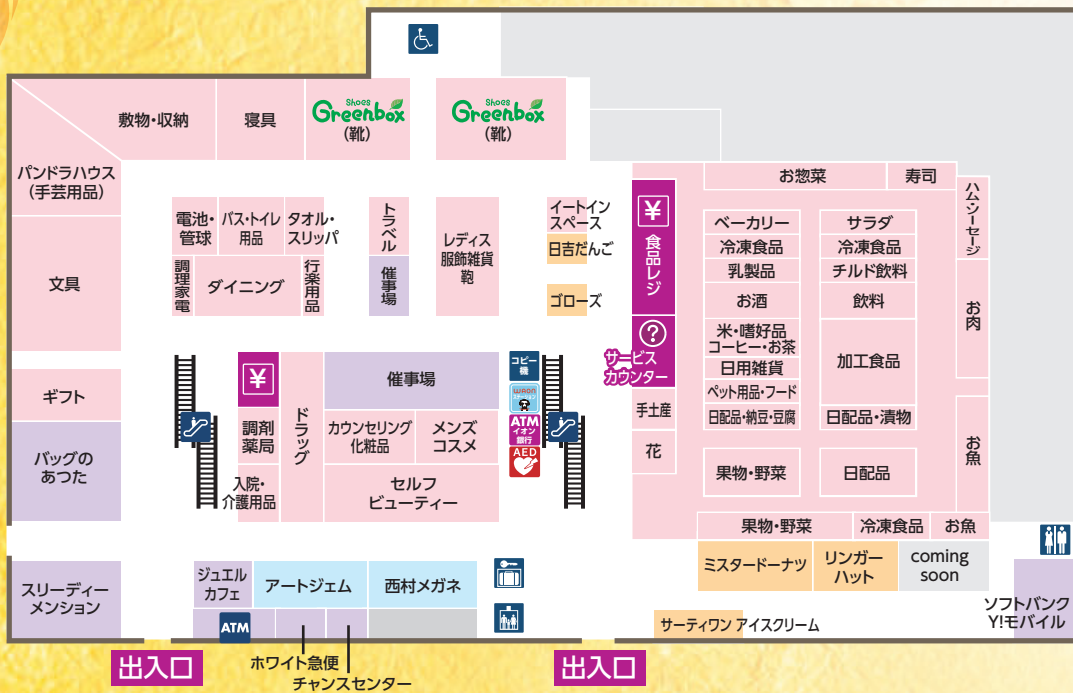 敷物・収納
寝具
Shoes
Greenbox
(靴)
Shoes
Greenbox
(靴)
パンドラハウス
(手芸用品)
文具
ギフト
バッグの
あつた
スリーディー
メンション
電池・
管球
バス・トイレ
用品
タオル・
スリッパ
調理家電
ダイニング
行楽用品
トラベル
催事場
レディス
服飾雑貨
鞄
イートイン
スペース
日吉だんご
ゴローズ
¥
食品レジ
?
サービス
カウンター
手土産
花
お惣菜
寿司
ハム・ソーセージ
お肉
お魚
ベーカリー
冷凍食品
乳製品
お酒
米・嗜好品
コーヒー・お茶
日用雑貨
ペット用品・フード
日配品・納豆・豆腐
果物・野菜
サラダ
冷凍食品
チルド飲料
飲料
加工食品
日配品・漬物
日配品
果物・野菜
冷凍食品
お魚
¥
調剤
薬局
入院・
介護用品
ドラッグ
催事場
カウンセリング
化粧品
メンズ
コスメ
セルフ
ビューティー
コピー
機
WAON
ATM
イオン
銀行
AED
ジュエル
カフェ
アートジェム
西村メガネ
ATM
ホワイト急便
チャンスセンター
ミスタードーナツ
リンガー
ハット
coming
soon
サーティワン アイスクリーム
ソフトバンク
Y!モバイル
出入口
出入口